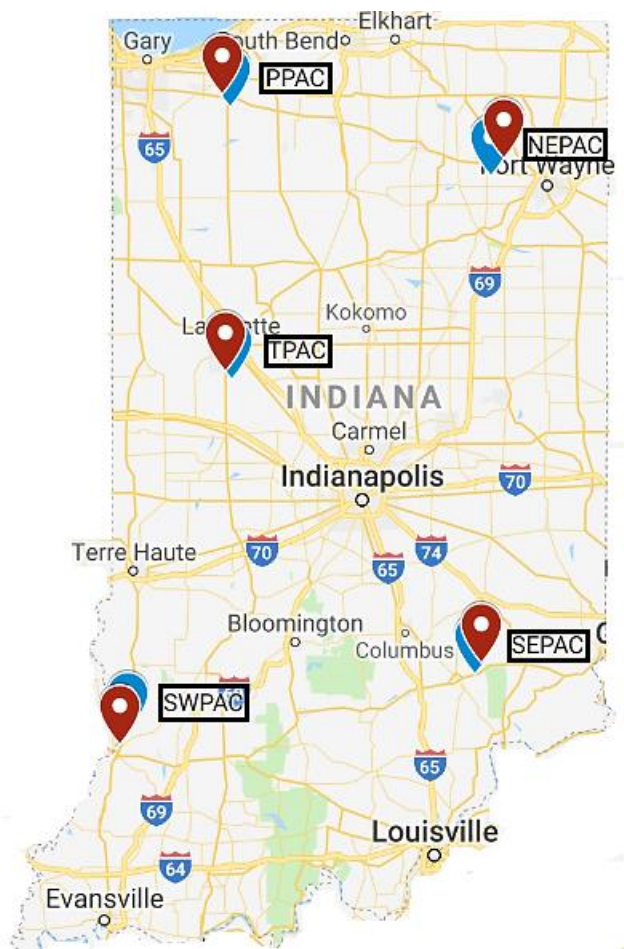 Elkhart
Gary
South Bend
PPAC
NEPAC
Fort Wayne
65
69
Kokomo
Lafayette
TPAC
INDIANA
Carmel
Indianapolis
70
Terre Haute
70
74
65
Bloomington
Columbus
SEPAC
SWPAC
65
69
Louisville
64
Evansville